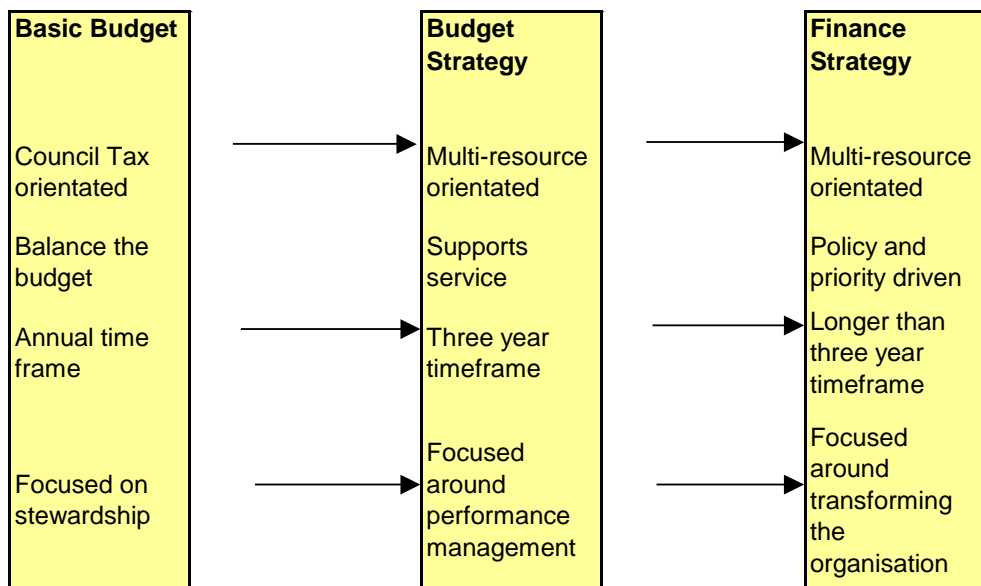 Basic Budget
Council Tax
orientated
Balance the
budget
Annual time
frame
Focused on
stewardship
Budget
Strategy
Multi-resource
orientated
Supports
service
Three year
timeframe
Focused
around
performance
management
Finance
Strategy
Multi-resource
orientated
Policy and
priority driven
Longer than
three year
timeframe
Focused
around
transforming
the
organisation